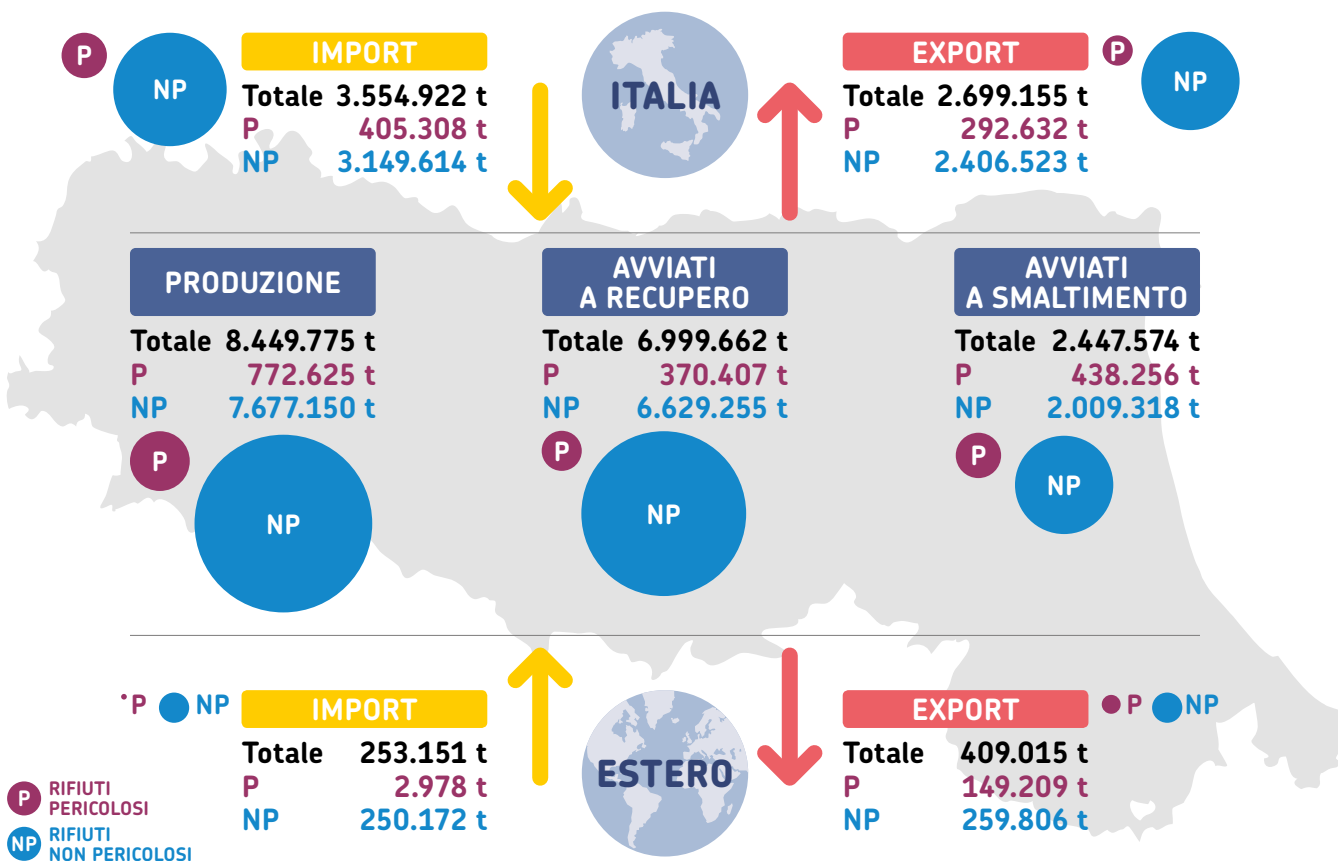 P
NP
IMPORT
Totale 3.554.922 t
P 405.308 t
NP 3.149.614 t
ITALIA
EXPORT
Totale 2.699.155 t
P 292.632 t
NP 2.406.523 t
P
NP
PRODUZIONE
Totale 8.449.775 t
P 772.625 t
NP 7.677.150 t
P
NP
AVVIATI
A RECUPERO
Totale 6.999.662 t
P 370.407 t
NP 6.629.255 t
P
NP
AVVIATI
A SMALTIMENTO
Totale 2.447.574 t
P 438.256 t
NP 2.009.318 t
P
NP
P NP
IMPORT
Totale 253.151 t
P 2.978 t
NP 250.172 t
ESTERO
EXPORT
Totale 409.015 t
P 149.209 t
NP 259.806 t
P NP
P RIFIUTI
PERICOLOSI
NP RIFIUTI
NON PERICOLOSI